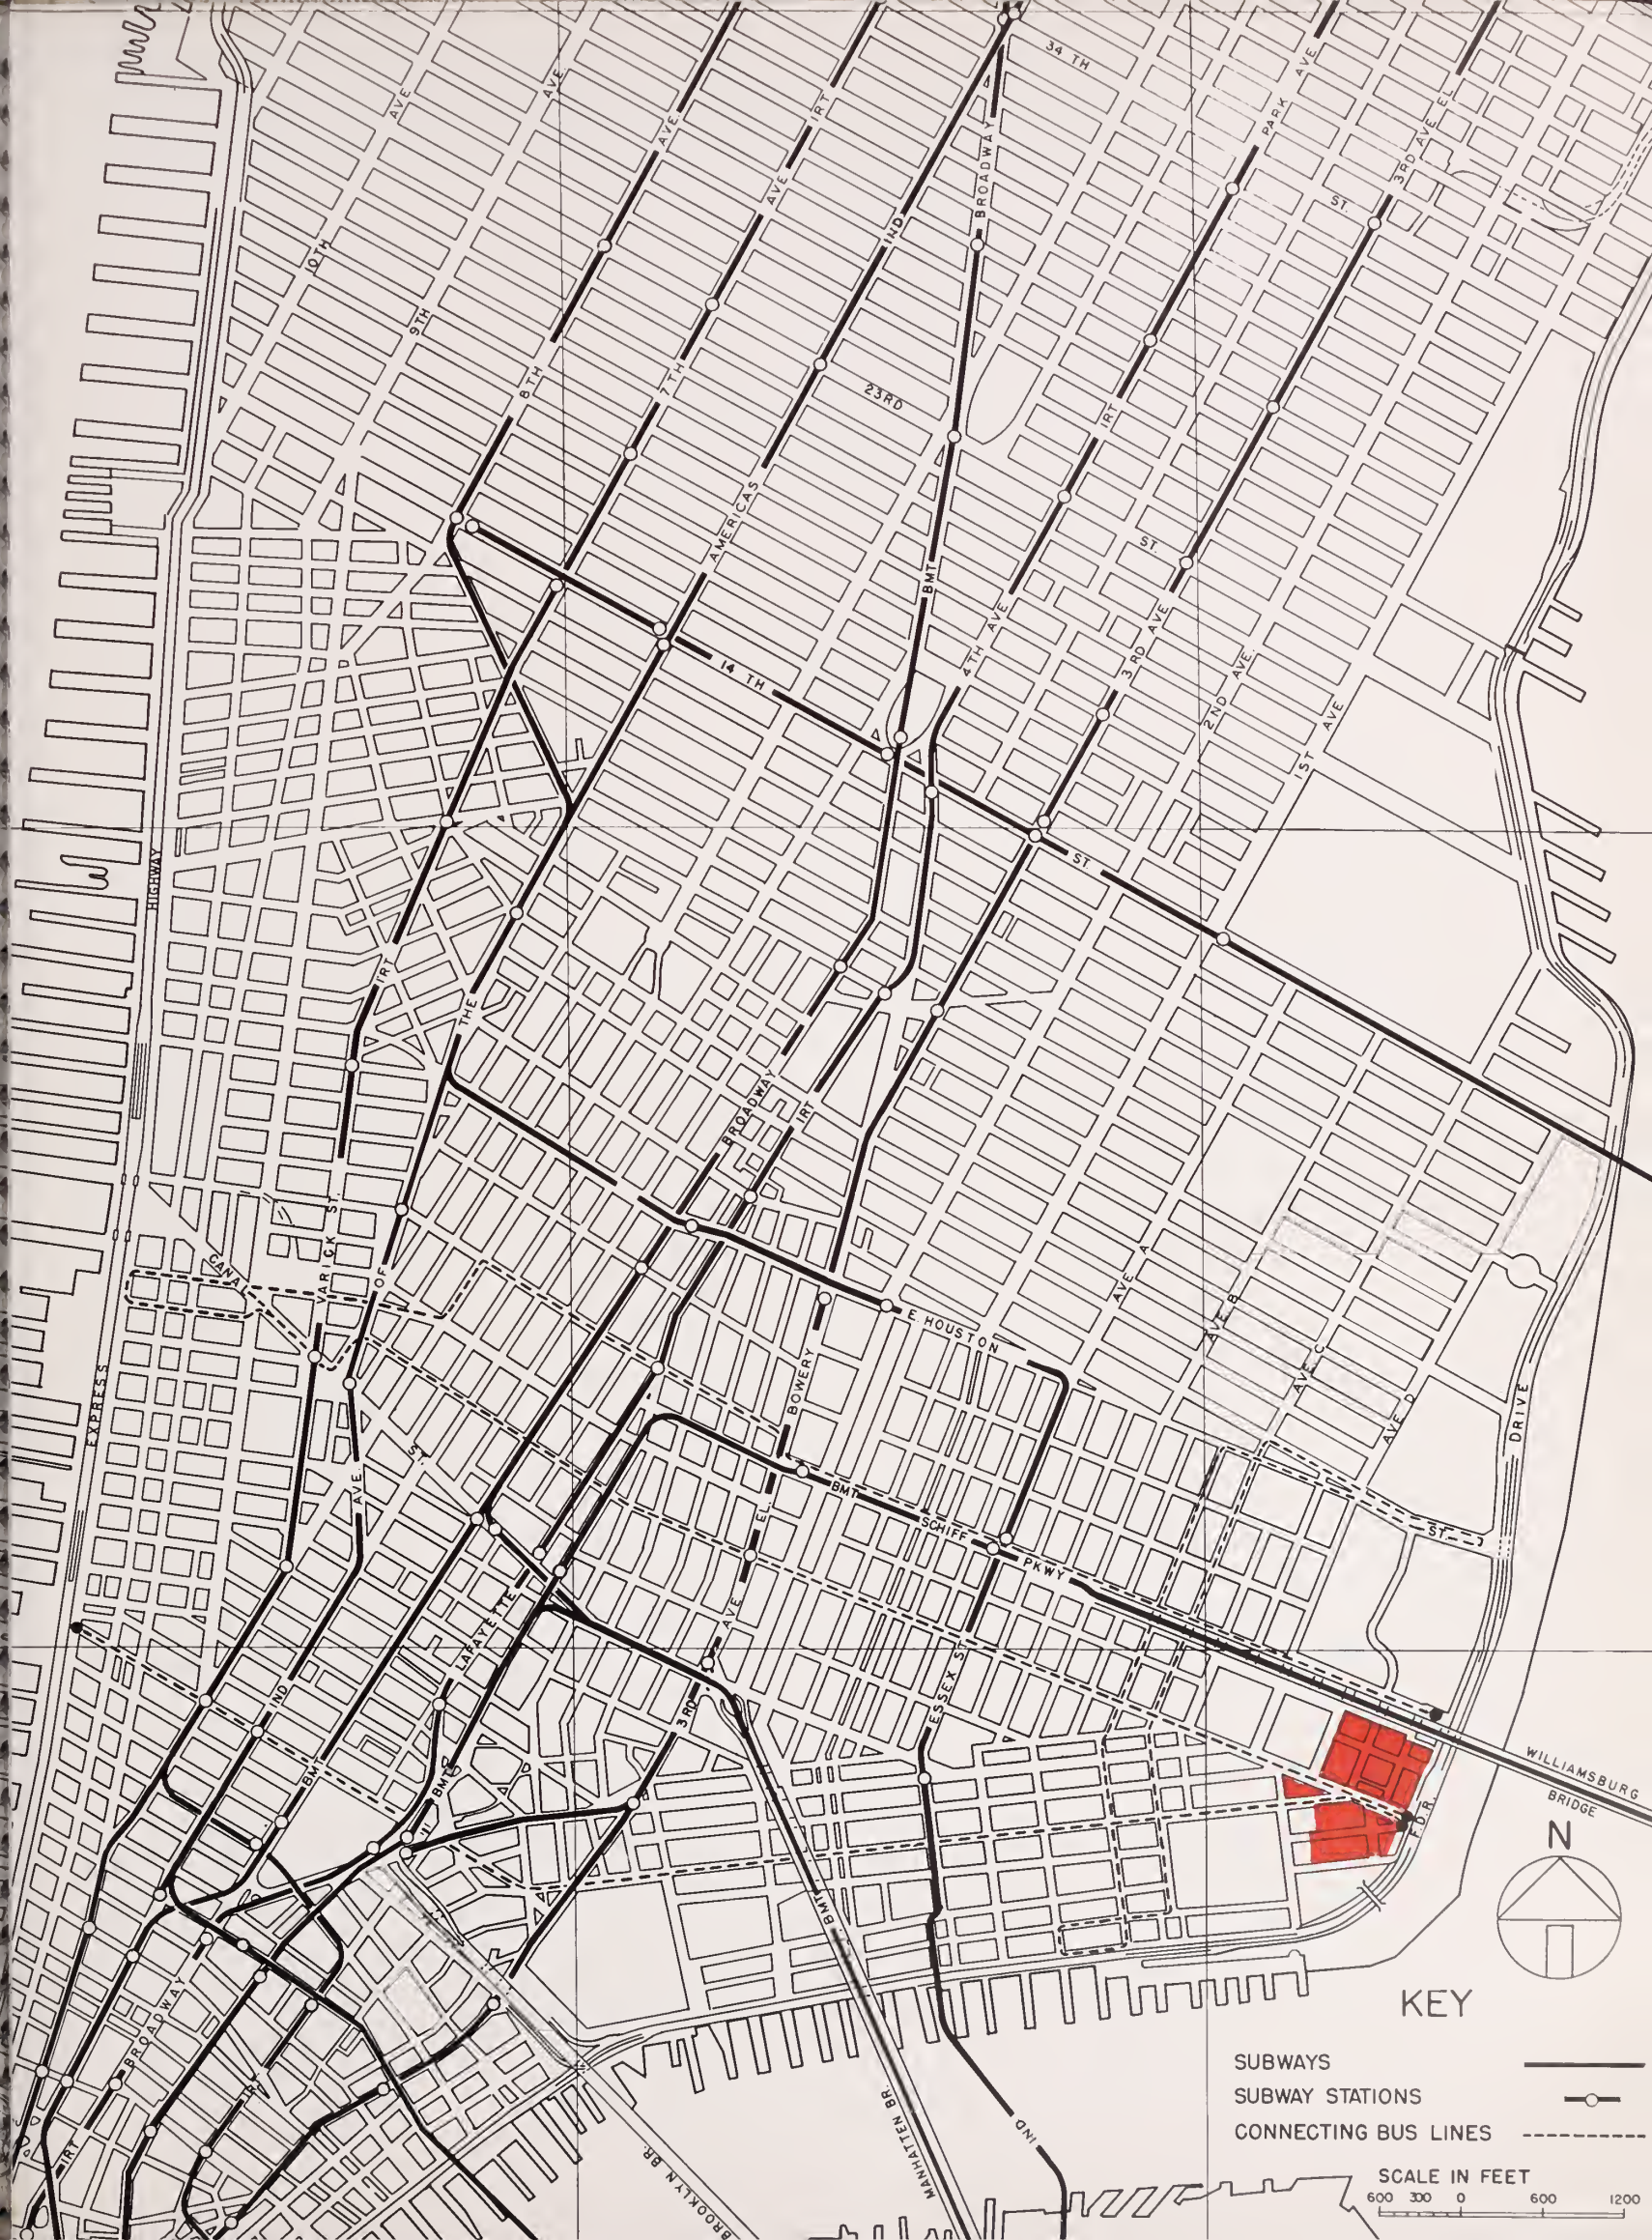 34 TH
ST.
PARK AVE
3RD AVE EL
AVE
AVE
AVE
AVE IRT
IND
BROADWAY
10TH
9TH
8TH
7TH
23RD
ST.
IRT
AMERICAS
BMT
4TH AVE
3RD AVE
2ND AVE.
1ST AVE
14 TH
ST.
HIGHWAY
IRT
THE
BROADWAY
IRT
VARICK ST.
CANAL
ST.
OF
AVE
EXPRESS
E. HOUSTON
ST.
AVE A
AVE B
AVE C
AVE D
DRIVE
BOWERY
BMT
SCHIFF
PKWY
EL
AVE
3RD
LAFAYETTE
ESSEX ST.
IND
BMT
BMT
BMT
WILLIAMSBURG
BRIDGE
F.D.R.
BROADWAY
IRT
IRT
IND
MANHATTEN BR.
BROOKLYN BR.
N
KEY
SUBWAYS
SUBWAY STATIONS
CONNECTING BUS LINES
SCALE IN FEET
600 300 0 600 1200